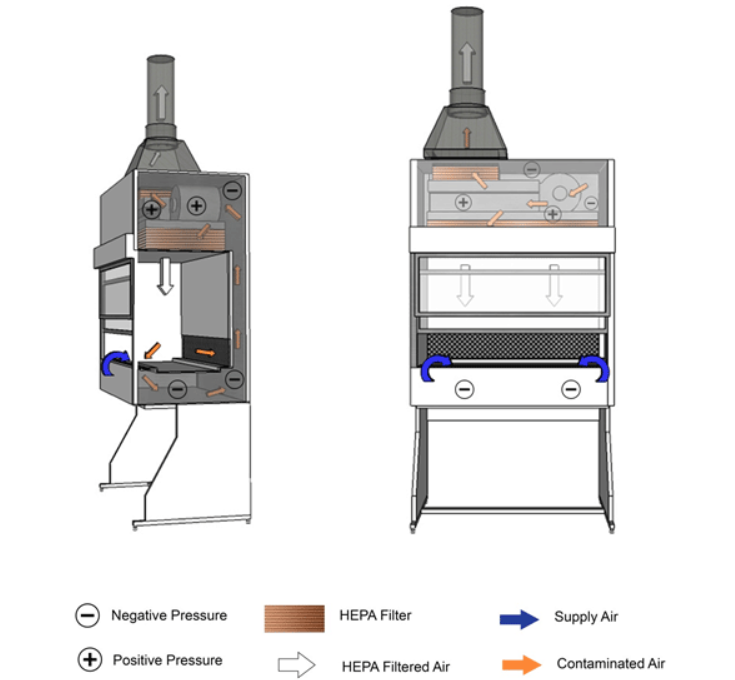 Negative Pressure
HEPA Filter
Supply Air
Positive Pressure
HEPA Filtered Air
Contaminated Air